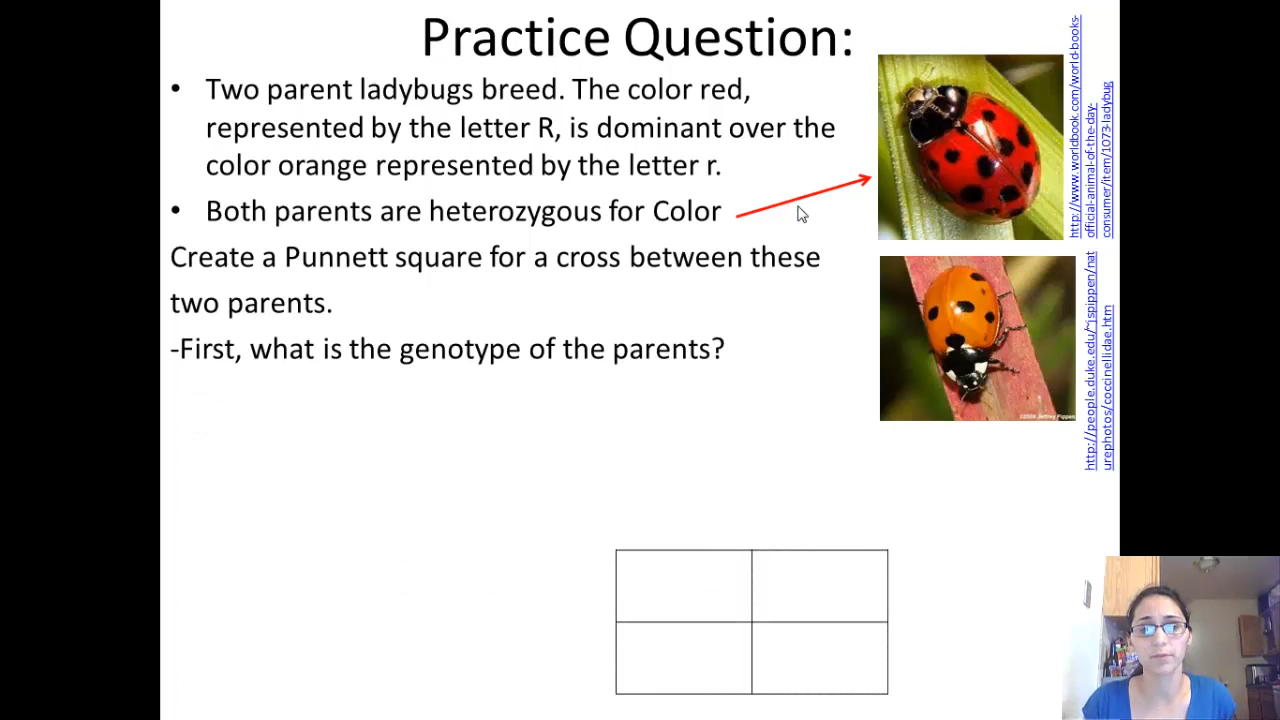 Practice Question:
• Two parent ladybugs breed. The color red,
represented by the letter R, is dominant over the
color orange represented by the letter r.
• Both parents are heterozygous for Color
Create a Punnett square for a cross between these
two parents.
-First, what is the genotype of the parents?
http://www.worldbook.com/world-books-
official-animal-of-the-day-
consumer/item/1073-ladybug
http://people.duke.edu/~jspippen/nat
urephotos/coccinellidae.htm